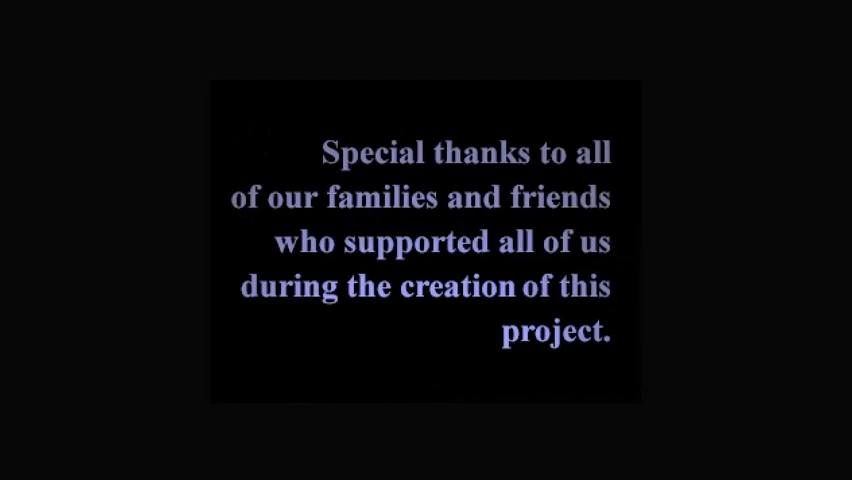 Special thanks to all
of our families and friends
who supported all of us
during the creation of this
project.